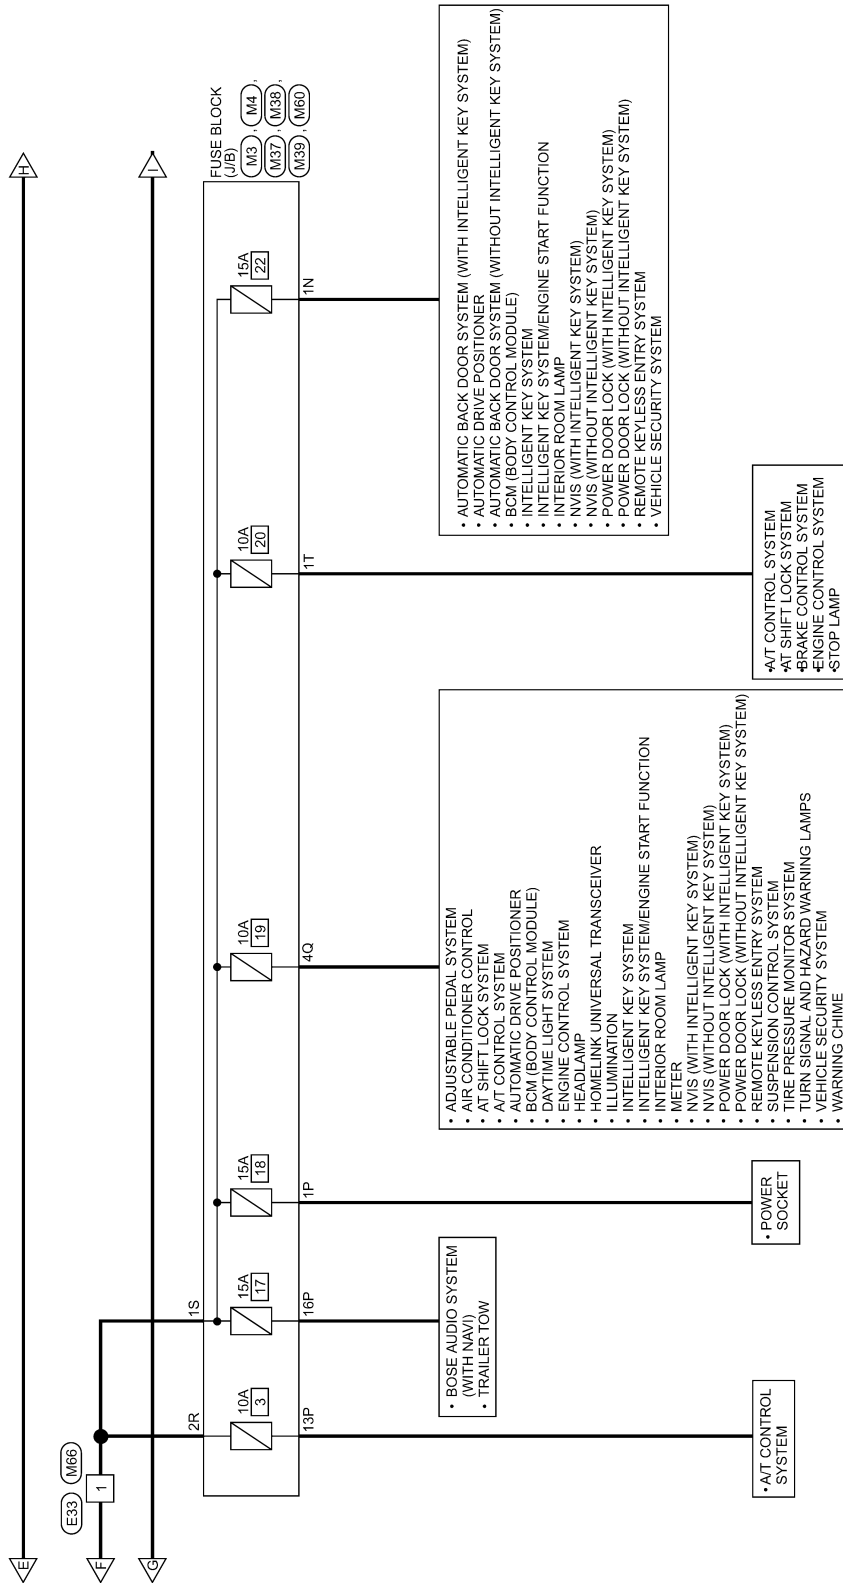 E
H
F
E33
M66
1
G
I
FUSE BLOCK
(J/B)
M3 , M4 ,
M37 , M38 ,
M39 , M60
2R
1S
10A
3
15A
17
15A
18
10A
19
10A
20
15A
22
13P
16P
1P
4Q
1T
1N
• A/T CONTROL
SYSTEM
• BOSE AUDIO SYSTEM
(WITH NAVI)
• TRAILER TOW
• POWER
SOCKET
• ADJUSTABLE PEDAL SYSTEM
• AIR CONDITIONER CONTROL
• AT SHIFT LOCK SYSTEM
• A/T CONTROL SYSTEM
• AUTOMATIC DRIVE POSITIONER
• BCM (BODY CONTROL MODULE)
• DAYTIME LIGHT SYSTEM
• ENGINE CONTROL SYSTEM
• HEADLAMP
• HOMELINK UNIVERSAL TRANSCEIVER
• ILLUMINATION
• INTELLIGENT KEY SYSTEM
• INTELLIGENT KEY SYSTEM/ENGINE START FUNCTION
• INTERIOR ROOM LAMP
• METER
• NVIS (WITH INTELLIGENT KEY SYSTEM)
• NVIS (WITHOUT INTELLIGENT KEY SYSTEM)
• POWER DOOR LOCK (WITH INTELLIGENT KEY SYSTEM)
• POWER DOOR LOCK (WITHOUT INTELLIGENT KEY SYSTEM)
• REMOTE KEYLESS ENTRY SYSTEM
• SUSPENSION CONTROL SYSTEM
• TIRE PRESSURE MONITOR SYSTEM
• TURN SIGNAL AND HAZARD WARNING LAMPS
• VEHICLE SECURITY SYSTEM
• WARNING CHIME
• A/T CONTROL SYSTEM
• AT SHIFT LOCK SYSTEM
• BRAKE CONTROL SYSTEM
• ENGINE CONTROL SYSTEM
• STOP LAMP
• AUTOMATIC BACK DOOR SYSTEM (WITH INTELLIGENT KEY SYSTEM)
• AUTOMATIC DRIVE POSITIONER
• AUTOMATIC BACK DOOR SYSTEM (WITHOUT INTELLIGENT KEY SYSTEM)
• BCM (BODY CONTROL MODULE)
• INTELLIGENT KEY SYSTEM
• INTELLIGENT KEY SYSTEM/ENGINE START FUNCTION
• INTERIOR ROOM LAMP
• NVIS (WITH INTELLIGENT KEY SYSTEM)
• NVIS (WITHOUT INTELLIGENT KEY SYSTEM)
• POWER DOOR LOCK (WITH INTELLIGENT KEY SYSTEM)
• POWER DOOR LOCK (WITHOUT INTELLIGENT KEY SYSTEM)
• REMOTE KEYLESS ENTRY SYSTEM
• VEHICLE SECURITY SYSTEM